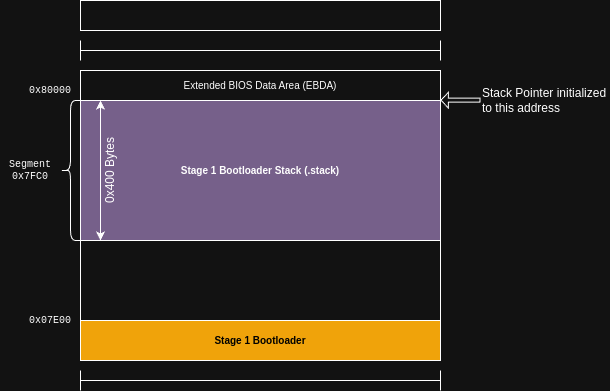 Extended BIOS Data Area (EBDA)
0x80000
Stack Pointer initialized
to this address
Segment
0x7FC0
0x400 Bytes
Stage 1 Bootloader Stack (.stack)
0x07E00
Stage 1 Bootloader